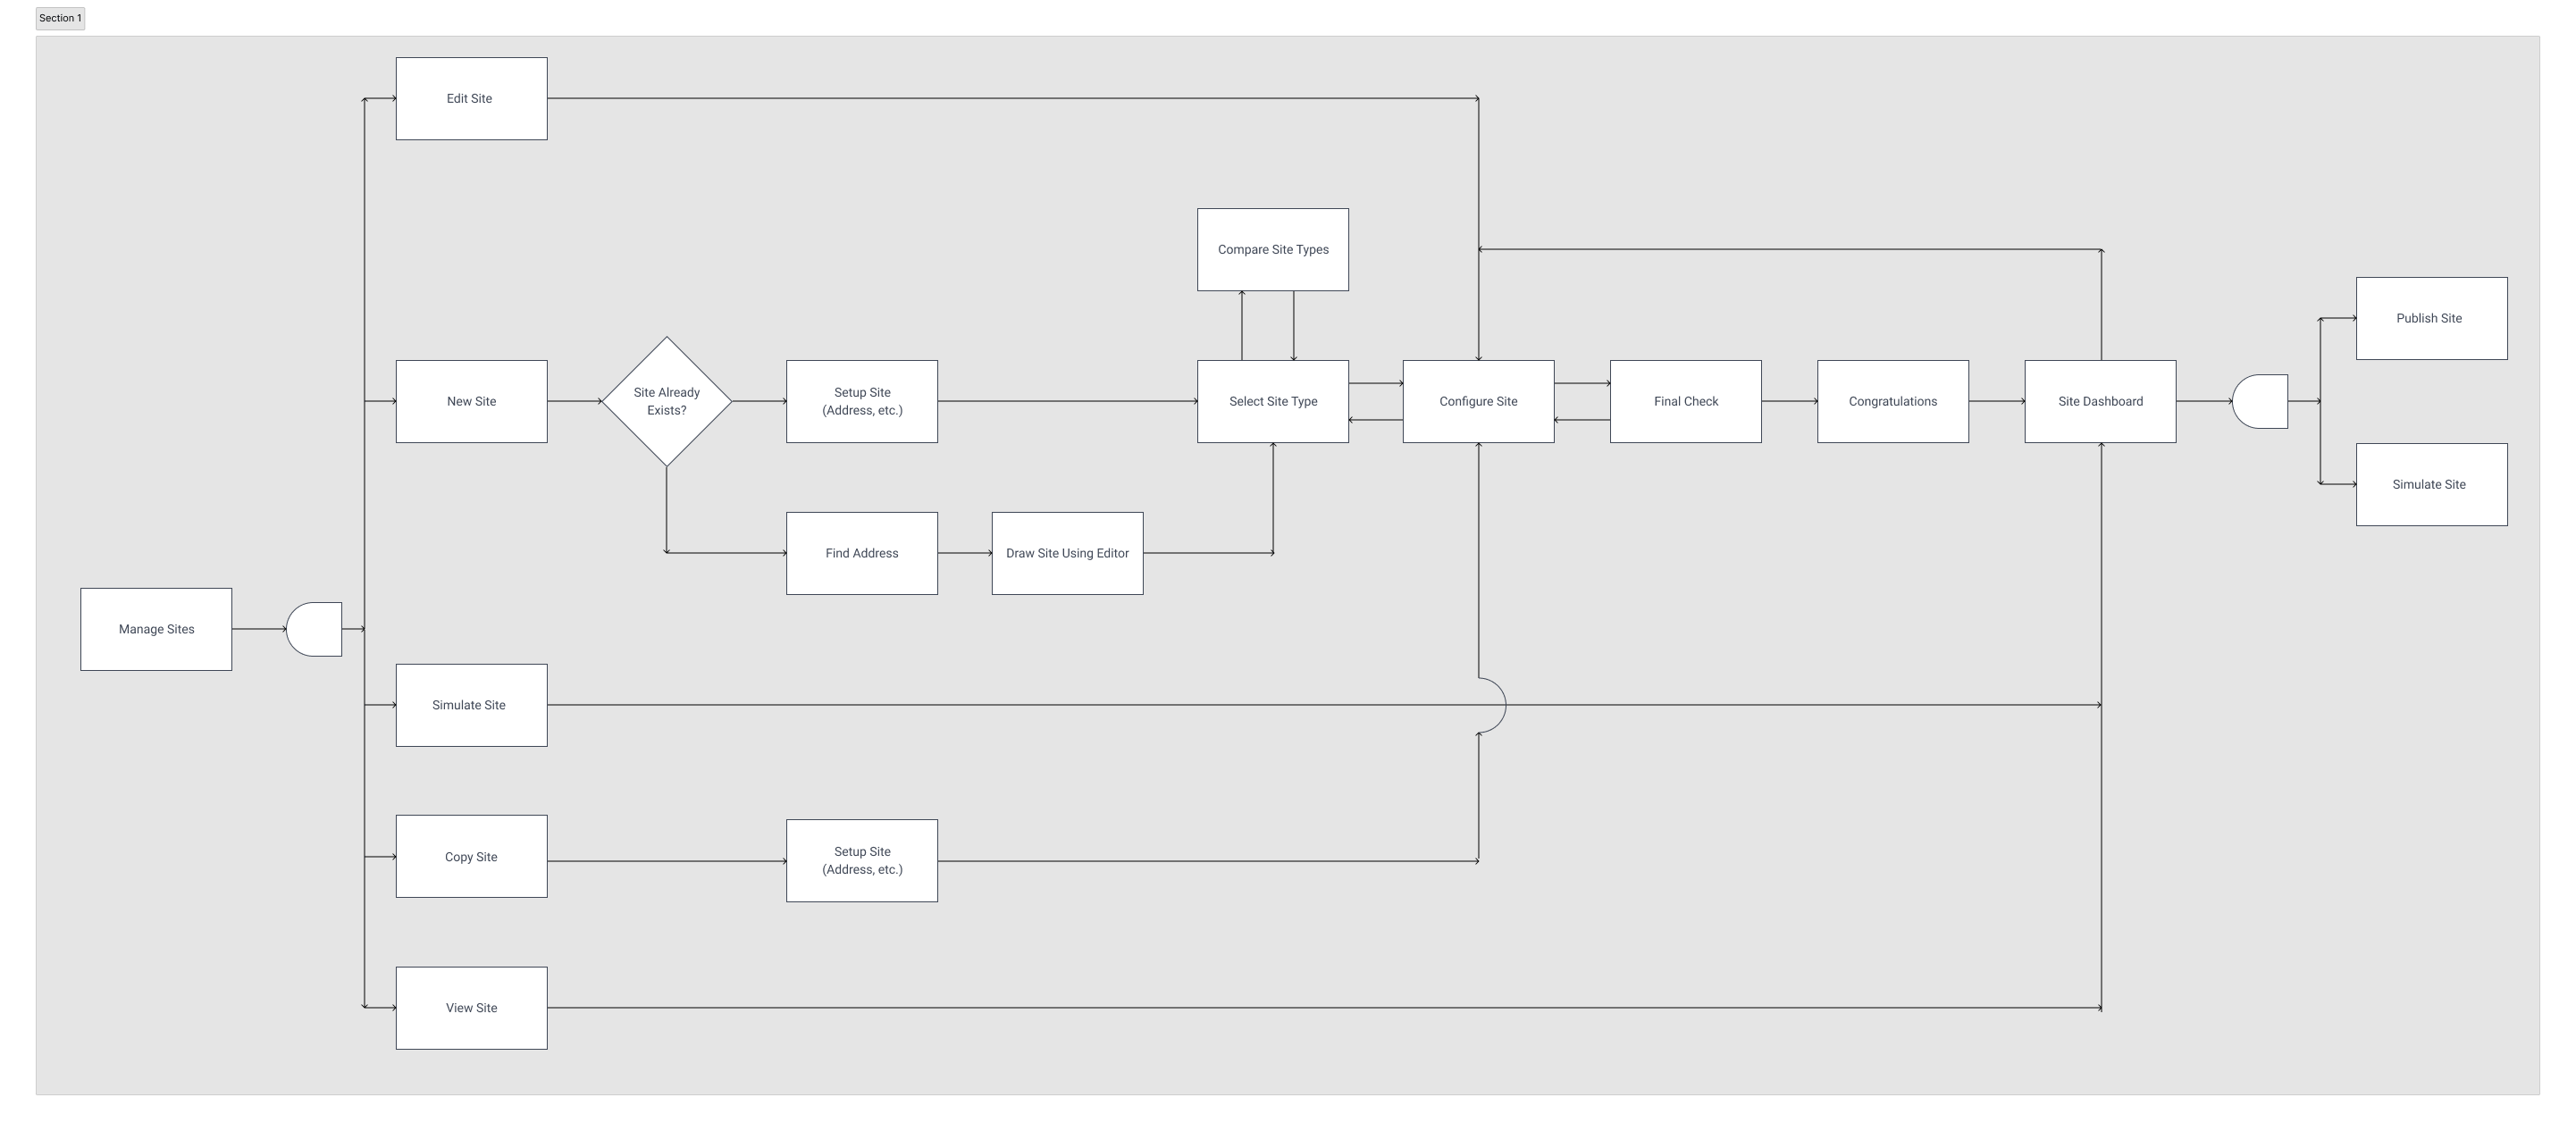 Section 1
Edit Site
Compare Site Types
Publish Site
New Site
Site Already
Exists?
Setup Site
(Address, etc.)
Select Site Type
Configure Site
Final Check
Congratulations
Site Dashboard
Simulate Site
Find Address
Draw Site Using Editor
Manage Sites
Simulate Site
Copy Site
Setup Site
(Address, etc.)
View Site